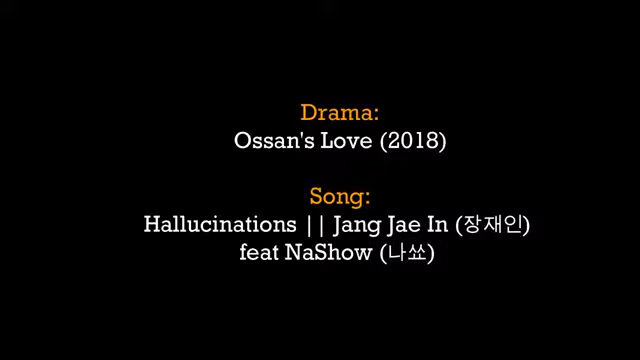 Drama:
Ossan's Love (2018)
Song:
Hallucinations || Jang Jae In (장재인)
feat NaShow (나쑈)